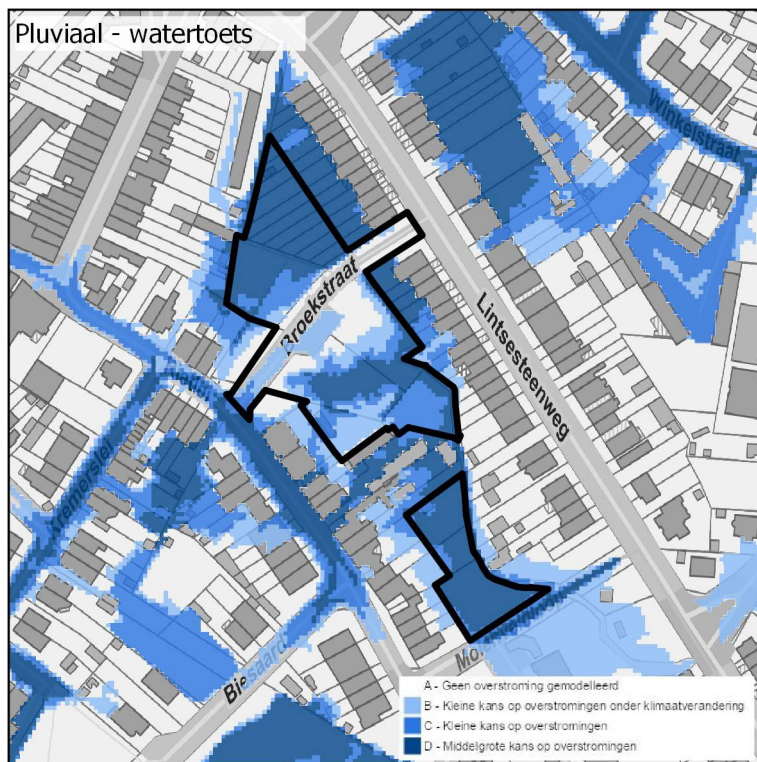 Pluviaal - watertoets
Winkelstraat
Broekstraat
Lintsesteenweg
A - Geen overstroming gemodelleerd
B - Kleine kans op overstromingen onder klimaatverandering
C - Kleine kans op overstromingen
D - Middelgrote kans op overstromingen